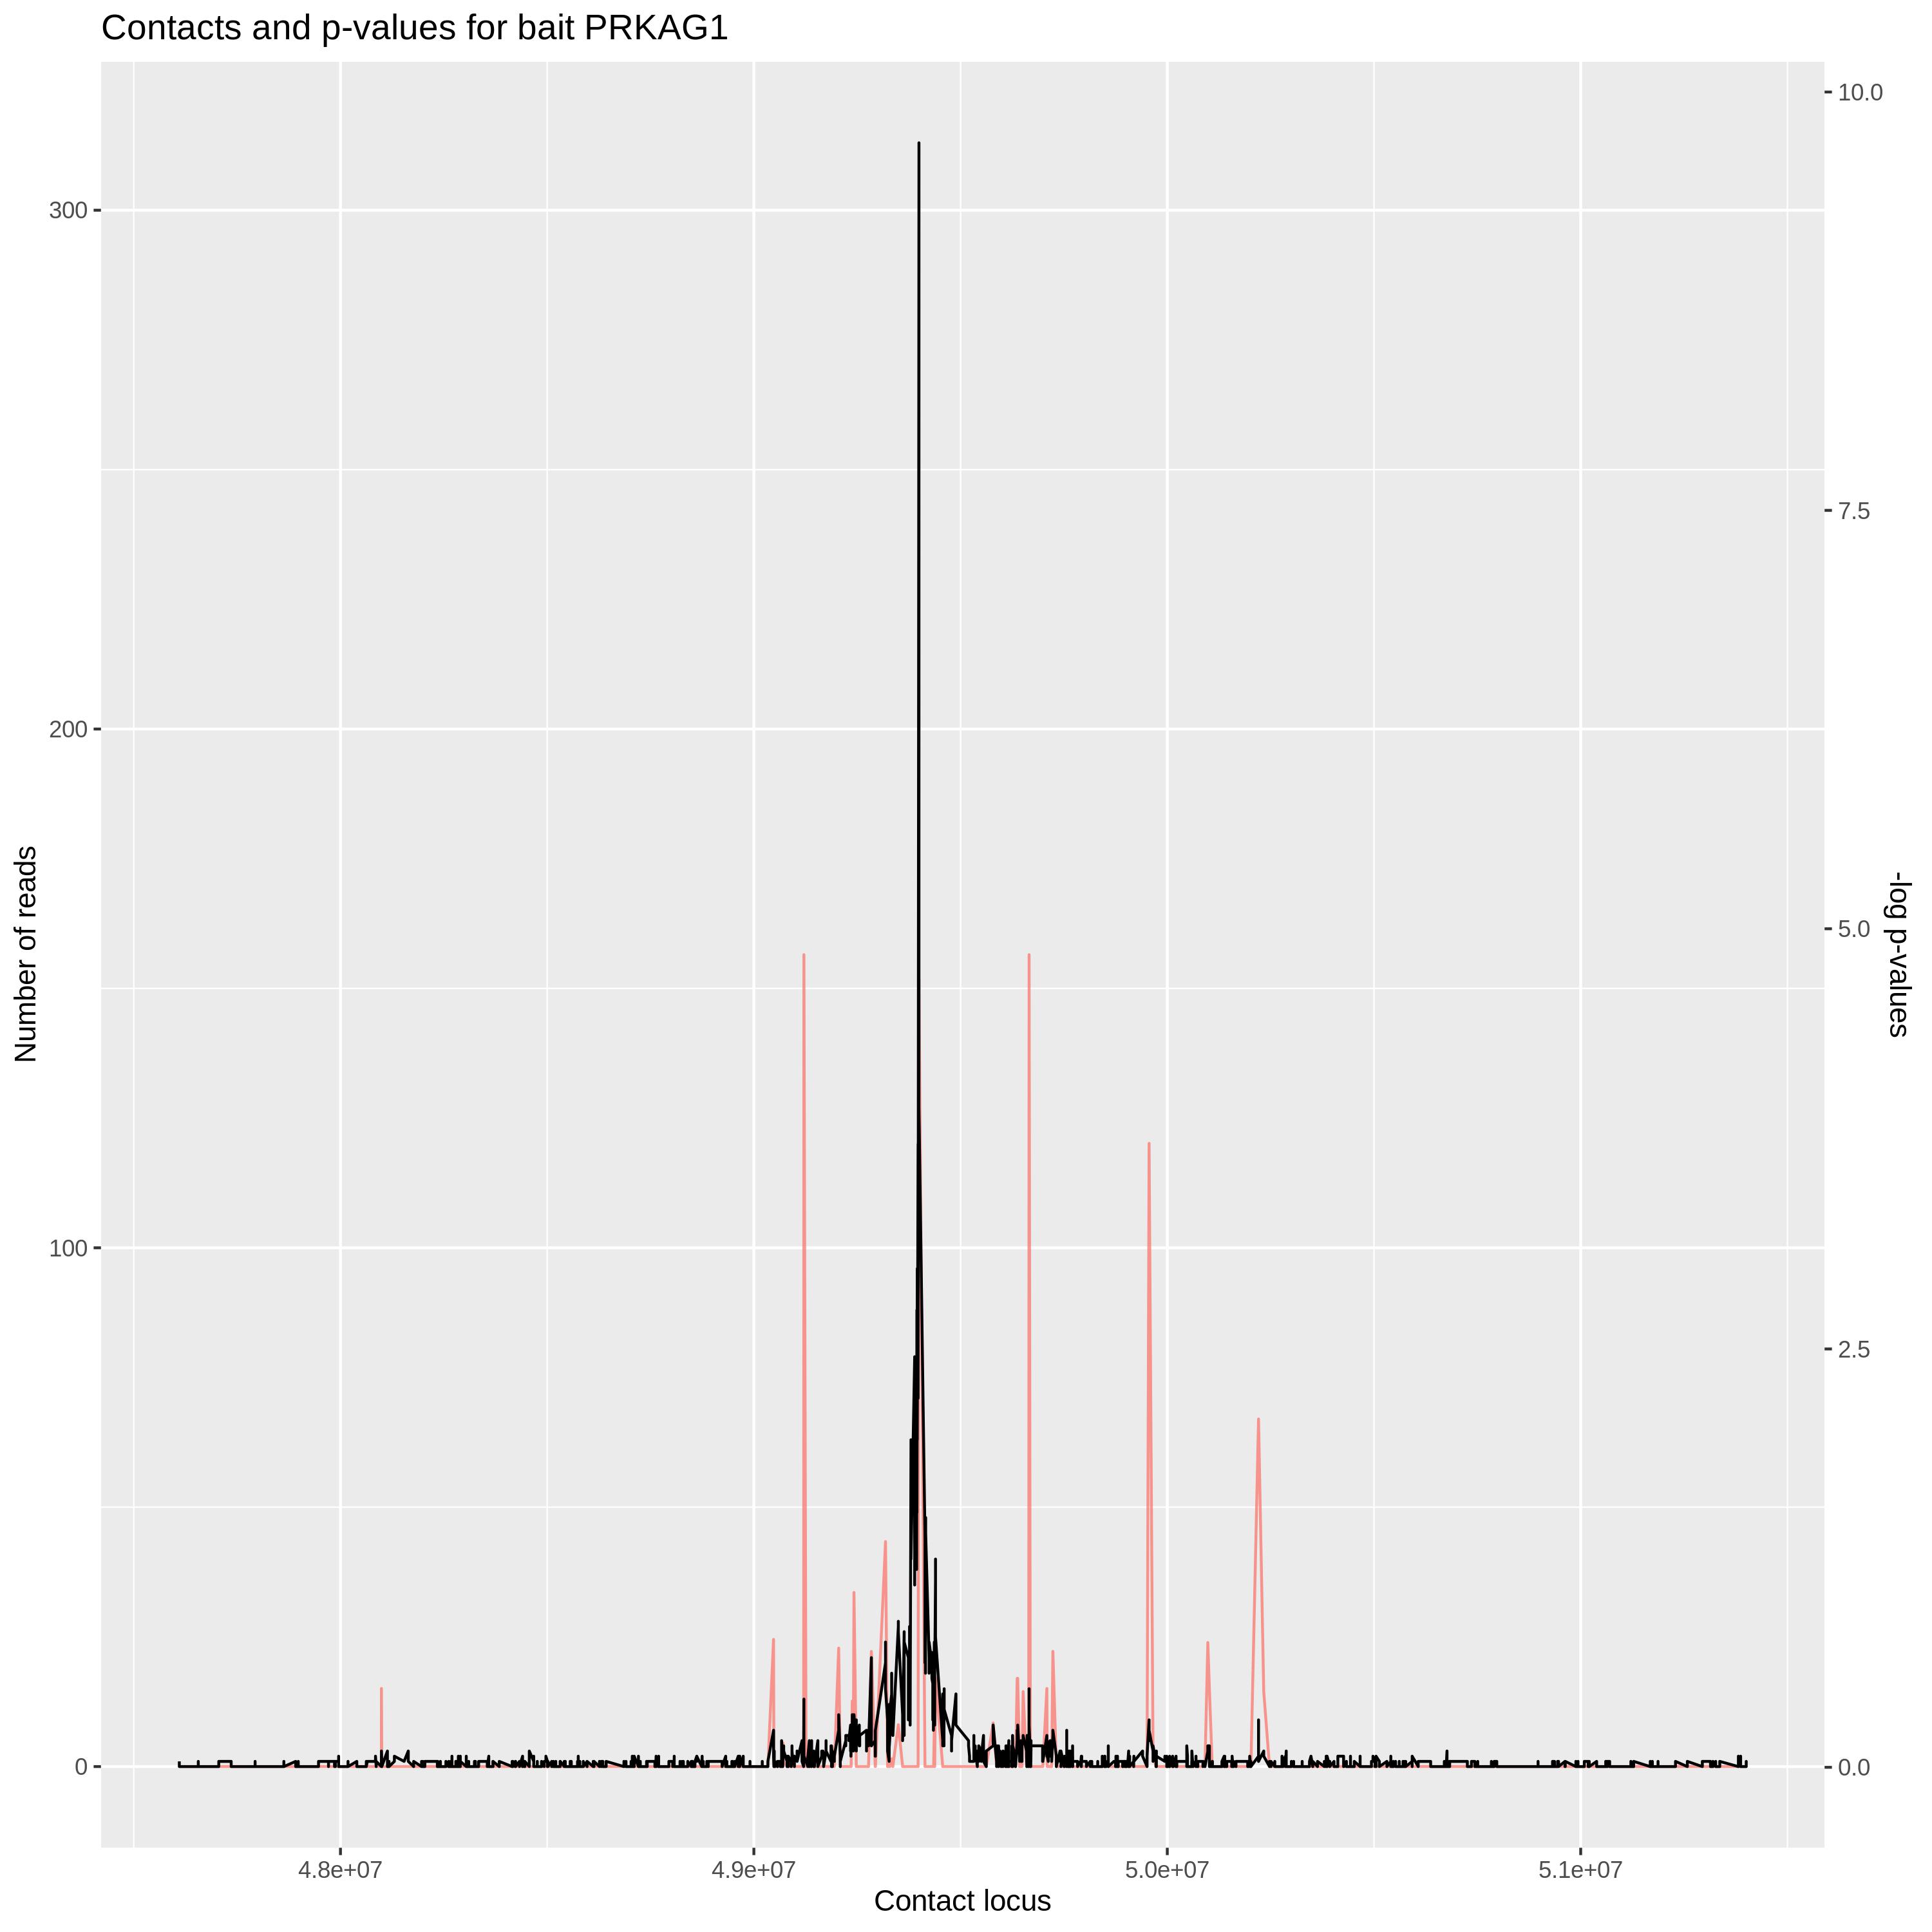 Contacts and p-values for bait PRKAG1
Number of reads
300
200
100
0
10.0
7.5
5.0
2.5
0.0
-log p-values
4.8e+07
4.9e+07
5.0e+07
5.1e+07
Contact locus